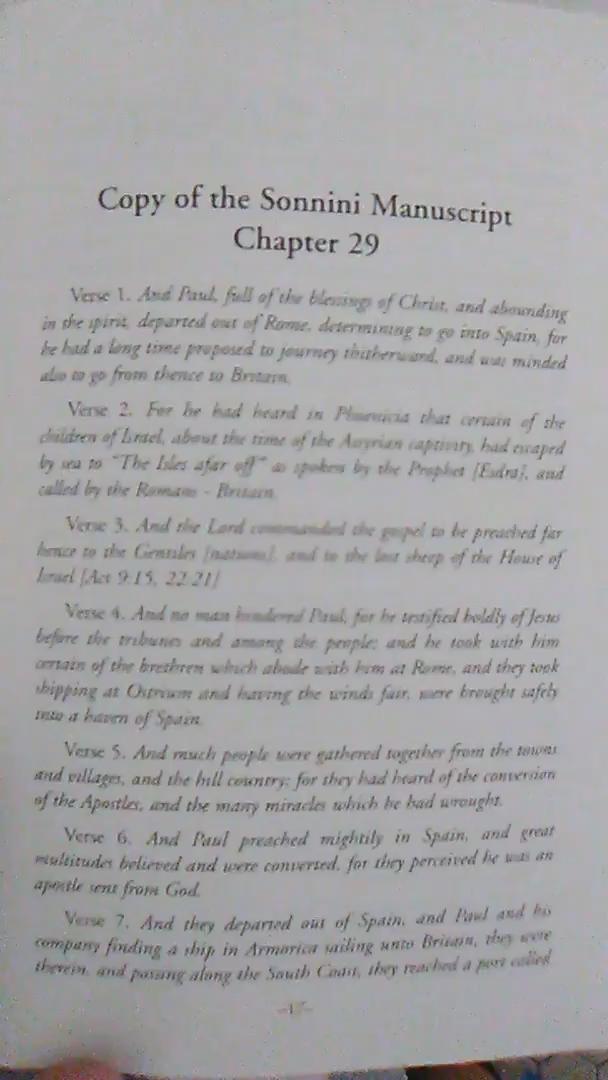 Copy of the Sonnini Manuscript
Chapter 29
Verse 1. And Paul, full of the blessings of Christ, and abounding
in the spirit, departed out of Rome, determining to go into Spain, for
he had a long time proposed to journey thitherward, and was minded
also to go from thence to Britain.
Verse 2. For he had heard in Phoenicia that certain of the
children of Israel, about the time of the Assyrian captivity, had escaped
by sea to "The Isles afar off" as spoken by the Prophet [Esdra], and
called by the Romans - Britain.
Verse 3. And the Lord commanded the gospel to be preached far
hence to the Gentiles [nations], and to the lost sheep of the House of
Israel [Act 9:15, 22:21]
Verse 4. And no man hindered Paul, for he testified boldly of Jesus
before the tribunes and among the people; and he took with him
certain of the brethren which abode with him at Rome, and they took
shipping at Ostrium and having the winds fair, were brought safely
into a haven of Spain.
Verse 5. And much people were gathered together from the towns
and villages, and the hill country; for they had heard of the conversion
of the Apostles, and the many miracles which he had wrought.
Verse 6. And Paul preached mightily in Spain, and great
multitudes believed and were converted, for they perceived he was an
apostle sent from God.
Verse 7. And they departed out of Spain, and Paul and his
company finding a ship in Armorica sailing unto Britain, they were
therein, and passing along the South Coast, they reached a port called